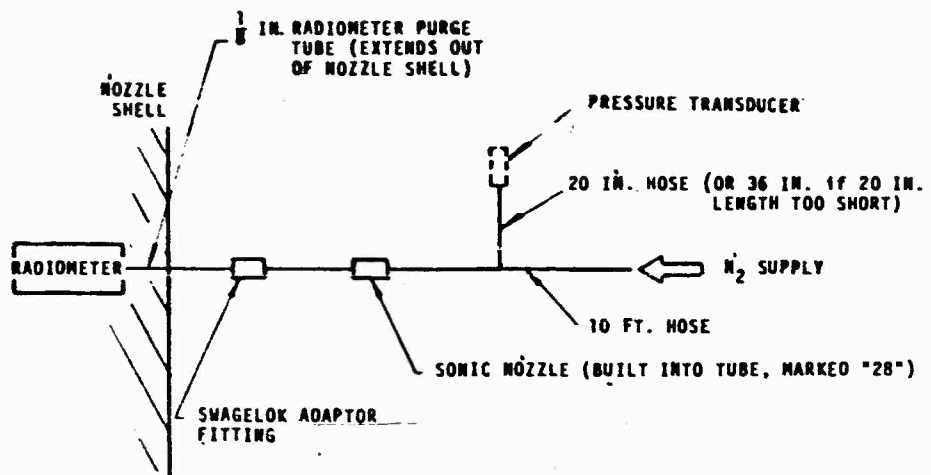 1/8 IN. RADIOMETER PURGE
TUBE (EXTENDS OUT
OF NOZZLE SHELL)
NOZZLE
SHELL
PRESSURE TRANSDUCER
20 IN. HOSE (OR 36 IN. if 20 IN.
LENGTH TOO SHORT)
RADIOMETER
N2 SUPPLY
10 FT. HOSE
SONIC NOZZLE (BUILT INTO TUBE, MARKED "28")
SWAGELOK ADAPTOR
FITTING